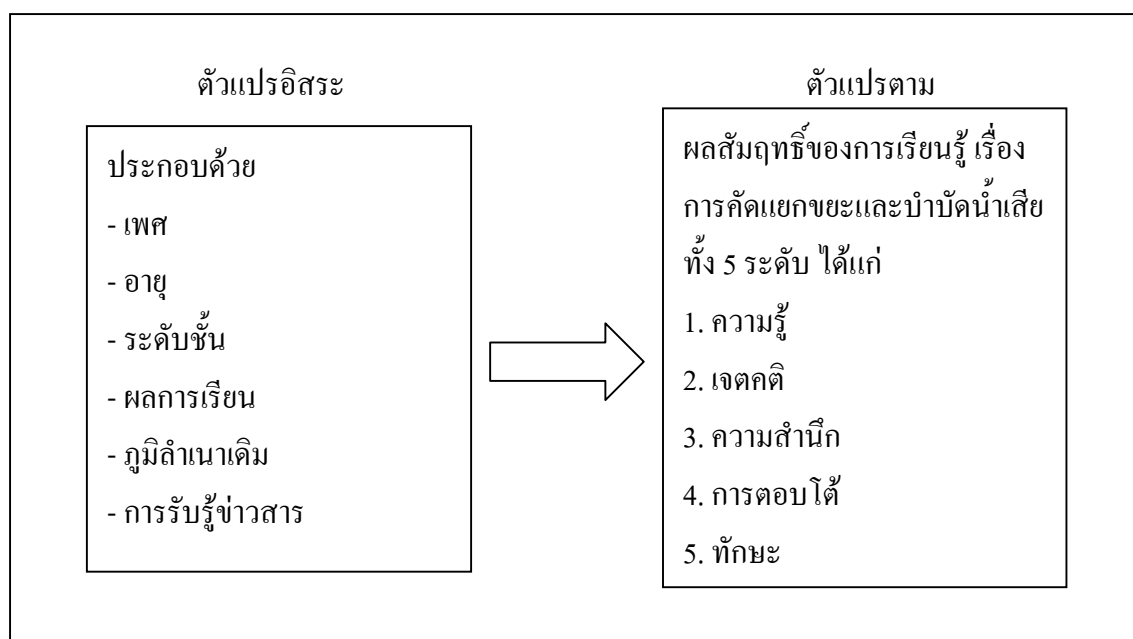 ตัวแปรอิสระ
ประกอบด้วย
- เพศ
- อายุ
- ระดับชั้น
- ผลการเรียน
- ภูมิลำเนาเดิม
- การรับรู้ข่าวสาร
ตัวแปรตาม
ผลสัมฤทธิ์ของการเรียนรู้ เรื่อง
การคัดแยกขยะและบำบัดน้ำเสีย
ทั้ง 5 ระดับ ได้แก่
1. ความรู้
2. เจตคติ
3. ความสำนึก
4. การตอบโต้
5. ทักษะ